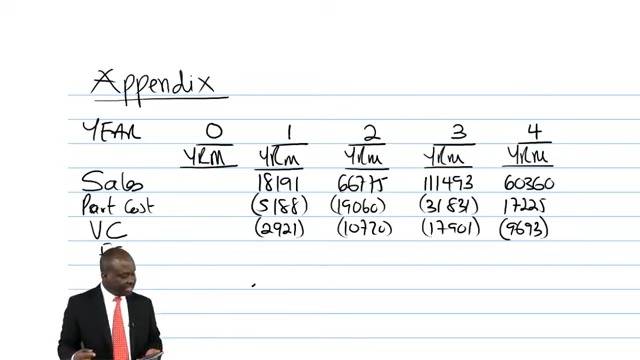 Appendix
YEAR 0 1 2 3 4
YRM YRM YRM YRM YRM
Sales 18191 66775 111493 60360
Part Cost (5188) (19060) (31831) 17225
VC (2921) (10720) (17901) (9693)